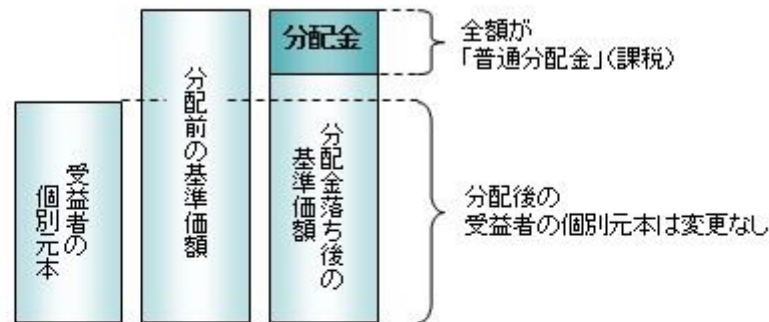 分配金
全額が
「普通分配金」(課税)
受益者の
個別元本
分配前の基準価額
分配金落ち後の
基準価額
分配後の
受益者の個別元本は変更なし